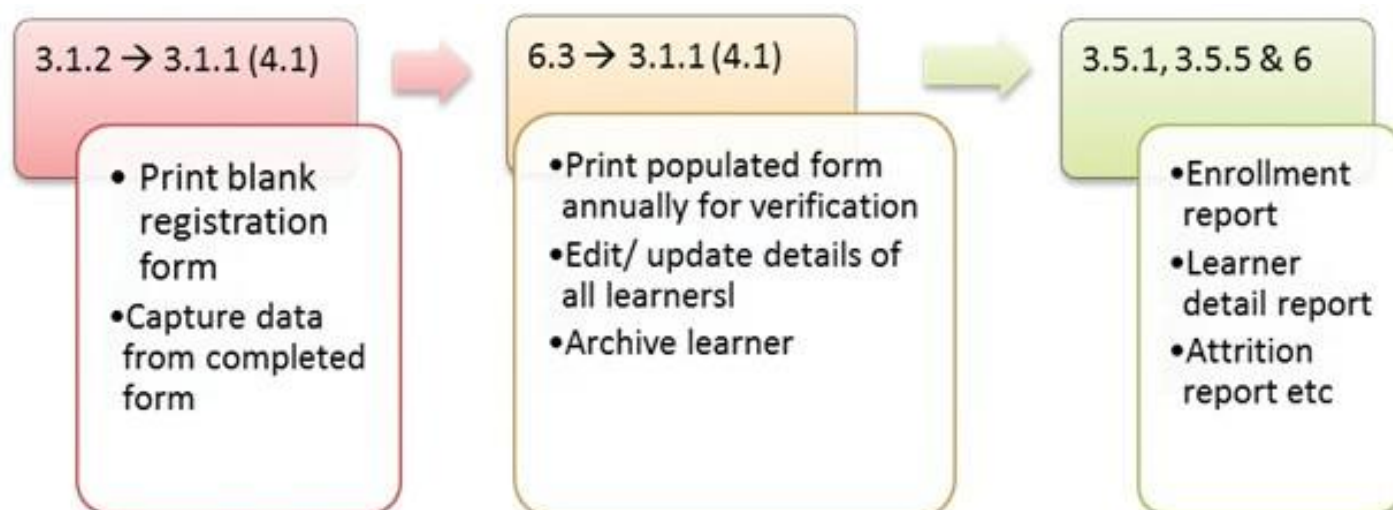 3.1.2 → 3.1.1 (4.1)
• Print blank
registration
form
•Capture data
from completed
form
6.3 → 3.1.1 (4.1)
•Print populated form
annually for verification
•Edit/ update details of
all learnersl
•Archive learner
3.5.1, 3.5.5 & 6
•Enrollment
report
•Learner
detail report
•Attrition
report etc